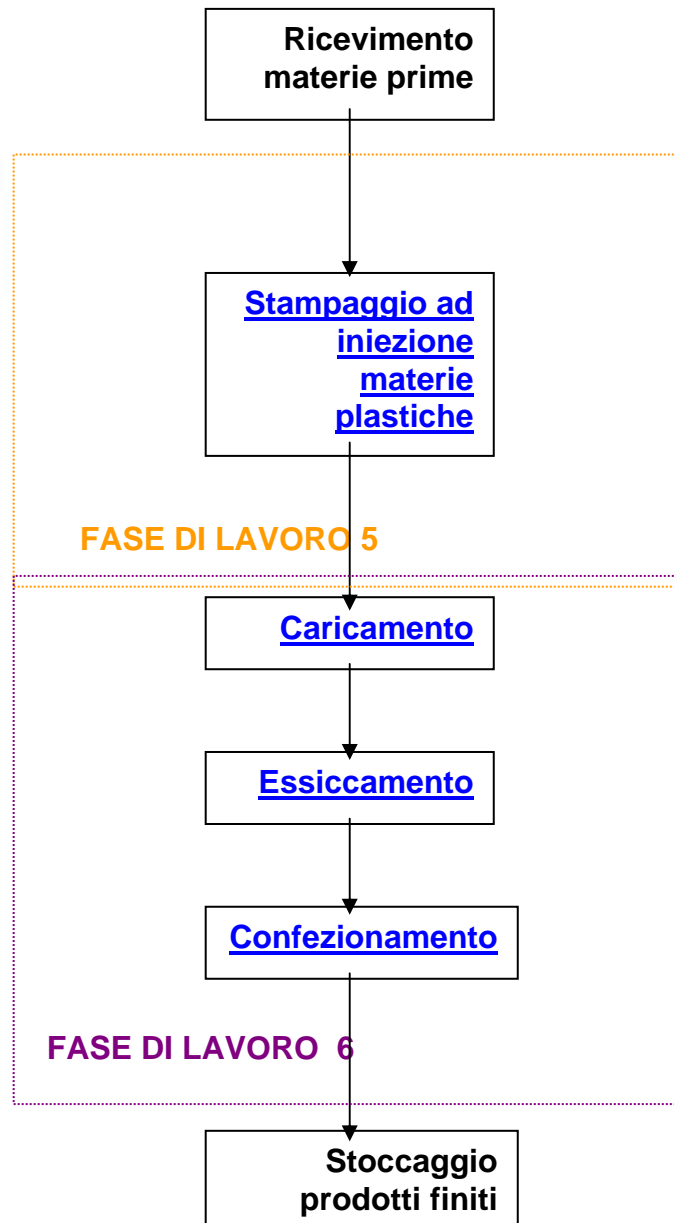 Ricevimento
materie prime
Stampaggio ad
iniezione
materie
plastiche
FASE DI LAVORO 5
Caricamento
Essiccamento
Confezionamento
FASE DI LAVORO  6
Stoccaggio
prodotti finiti